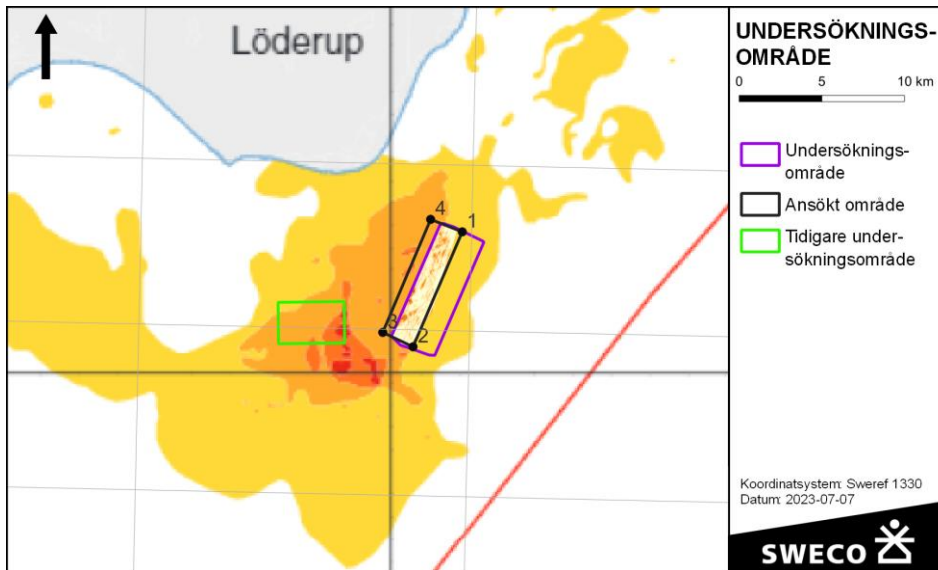 Löderup
4
1
3
2
UNDERSÖKNINGS-
OMRÅDE
0 5 10 km
Undersöknings-
område
Ansökt område
Tidigare under-
sökningsområde
Koordinatsystem: Sweref 1330
Datum: 2023-07-07
SWECO